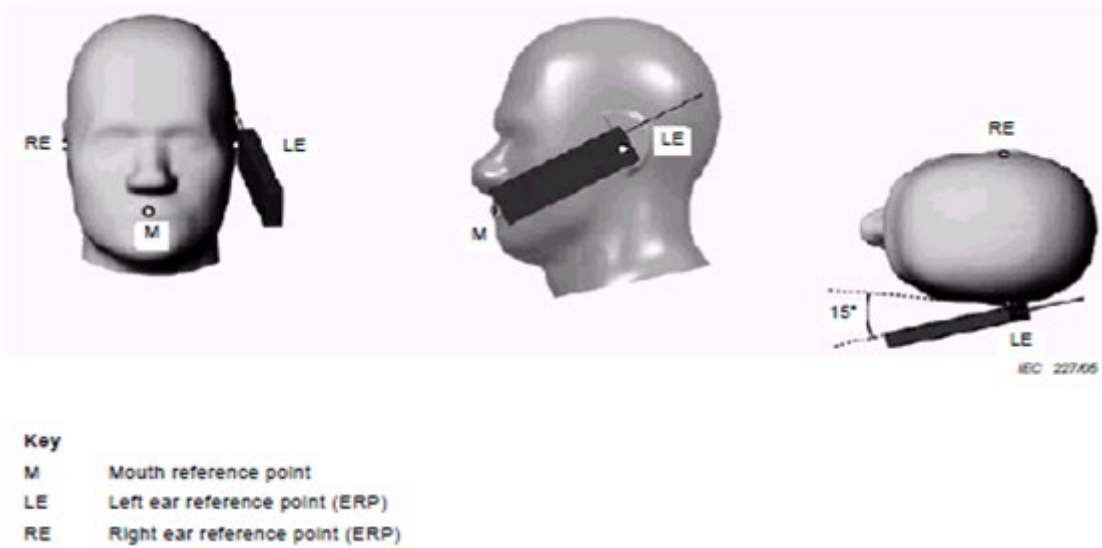 RE
LE
M
LE
M
RE
15°
LE
IEC 227/05
Key
M Mouth reference point
LE Left ear reference point (ERP)
RE Right ear reference point (ERP)